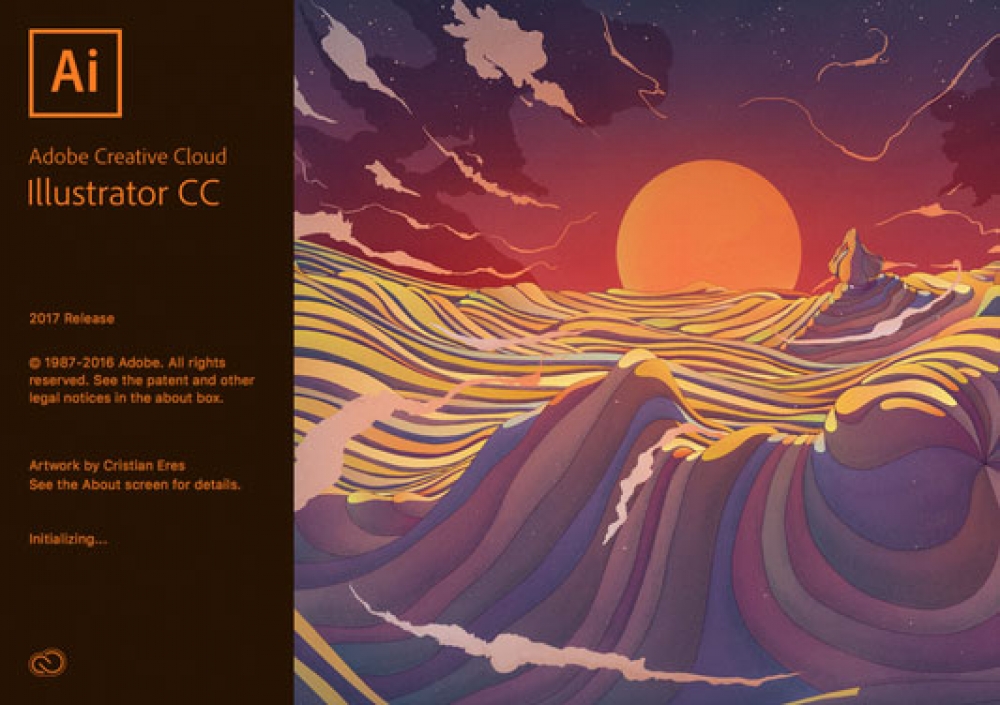 Ai
Adobe Creative Cloud
Illustrator CC
2017 Release
© 1987-2016 Adobe. All rights
reserved. See the patent and other
legal notices in the about box.
Artwork by Cristian Eres
See the About screen for details.
Initializing...